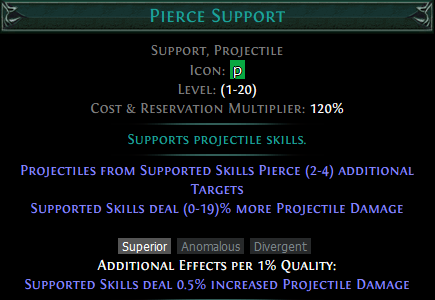 Pierce Support
Support, Projectile
Icon: p
Level: (1-20)
Cost & Reservation Multiplier: 120%
Supports projectile skills.
Projectiles from Supported Skills Pierce (2-4) additional
Targets
Supported Skills deal (0-19)% more Projectile Damage
Superior Anomalous Divergent
Additional Effects per 1% Quality:
Supported Skills deal 0.5% increased Projectile Damage